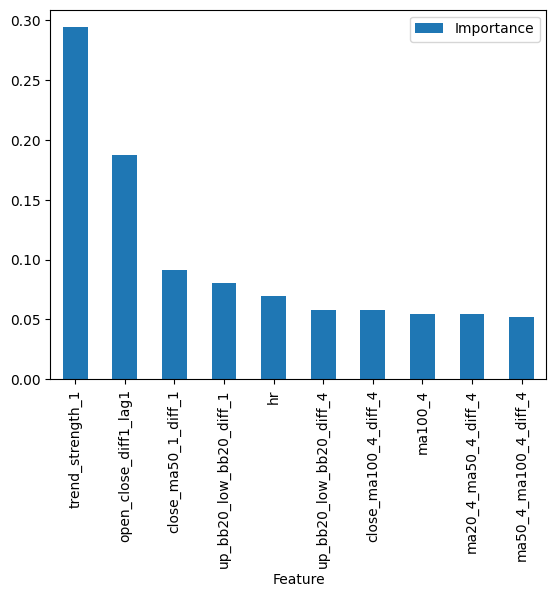 0.30
0.25
0.20
0.15
0.10
0.05
0.00
Importance
trend_strength_1
open_close_diff1_lag1
close_ma50_1_diff_1
up_bb20_low_bb20_diff_1
hr
up_bb20_low_bb20_diff_4
close_ma100_4_diff_4
ma100_4
ma20_4_ma50_4_diff_4
ma50_4_ma100_4_diff_4
Feature